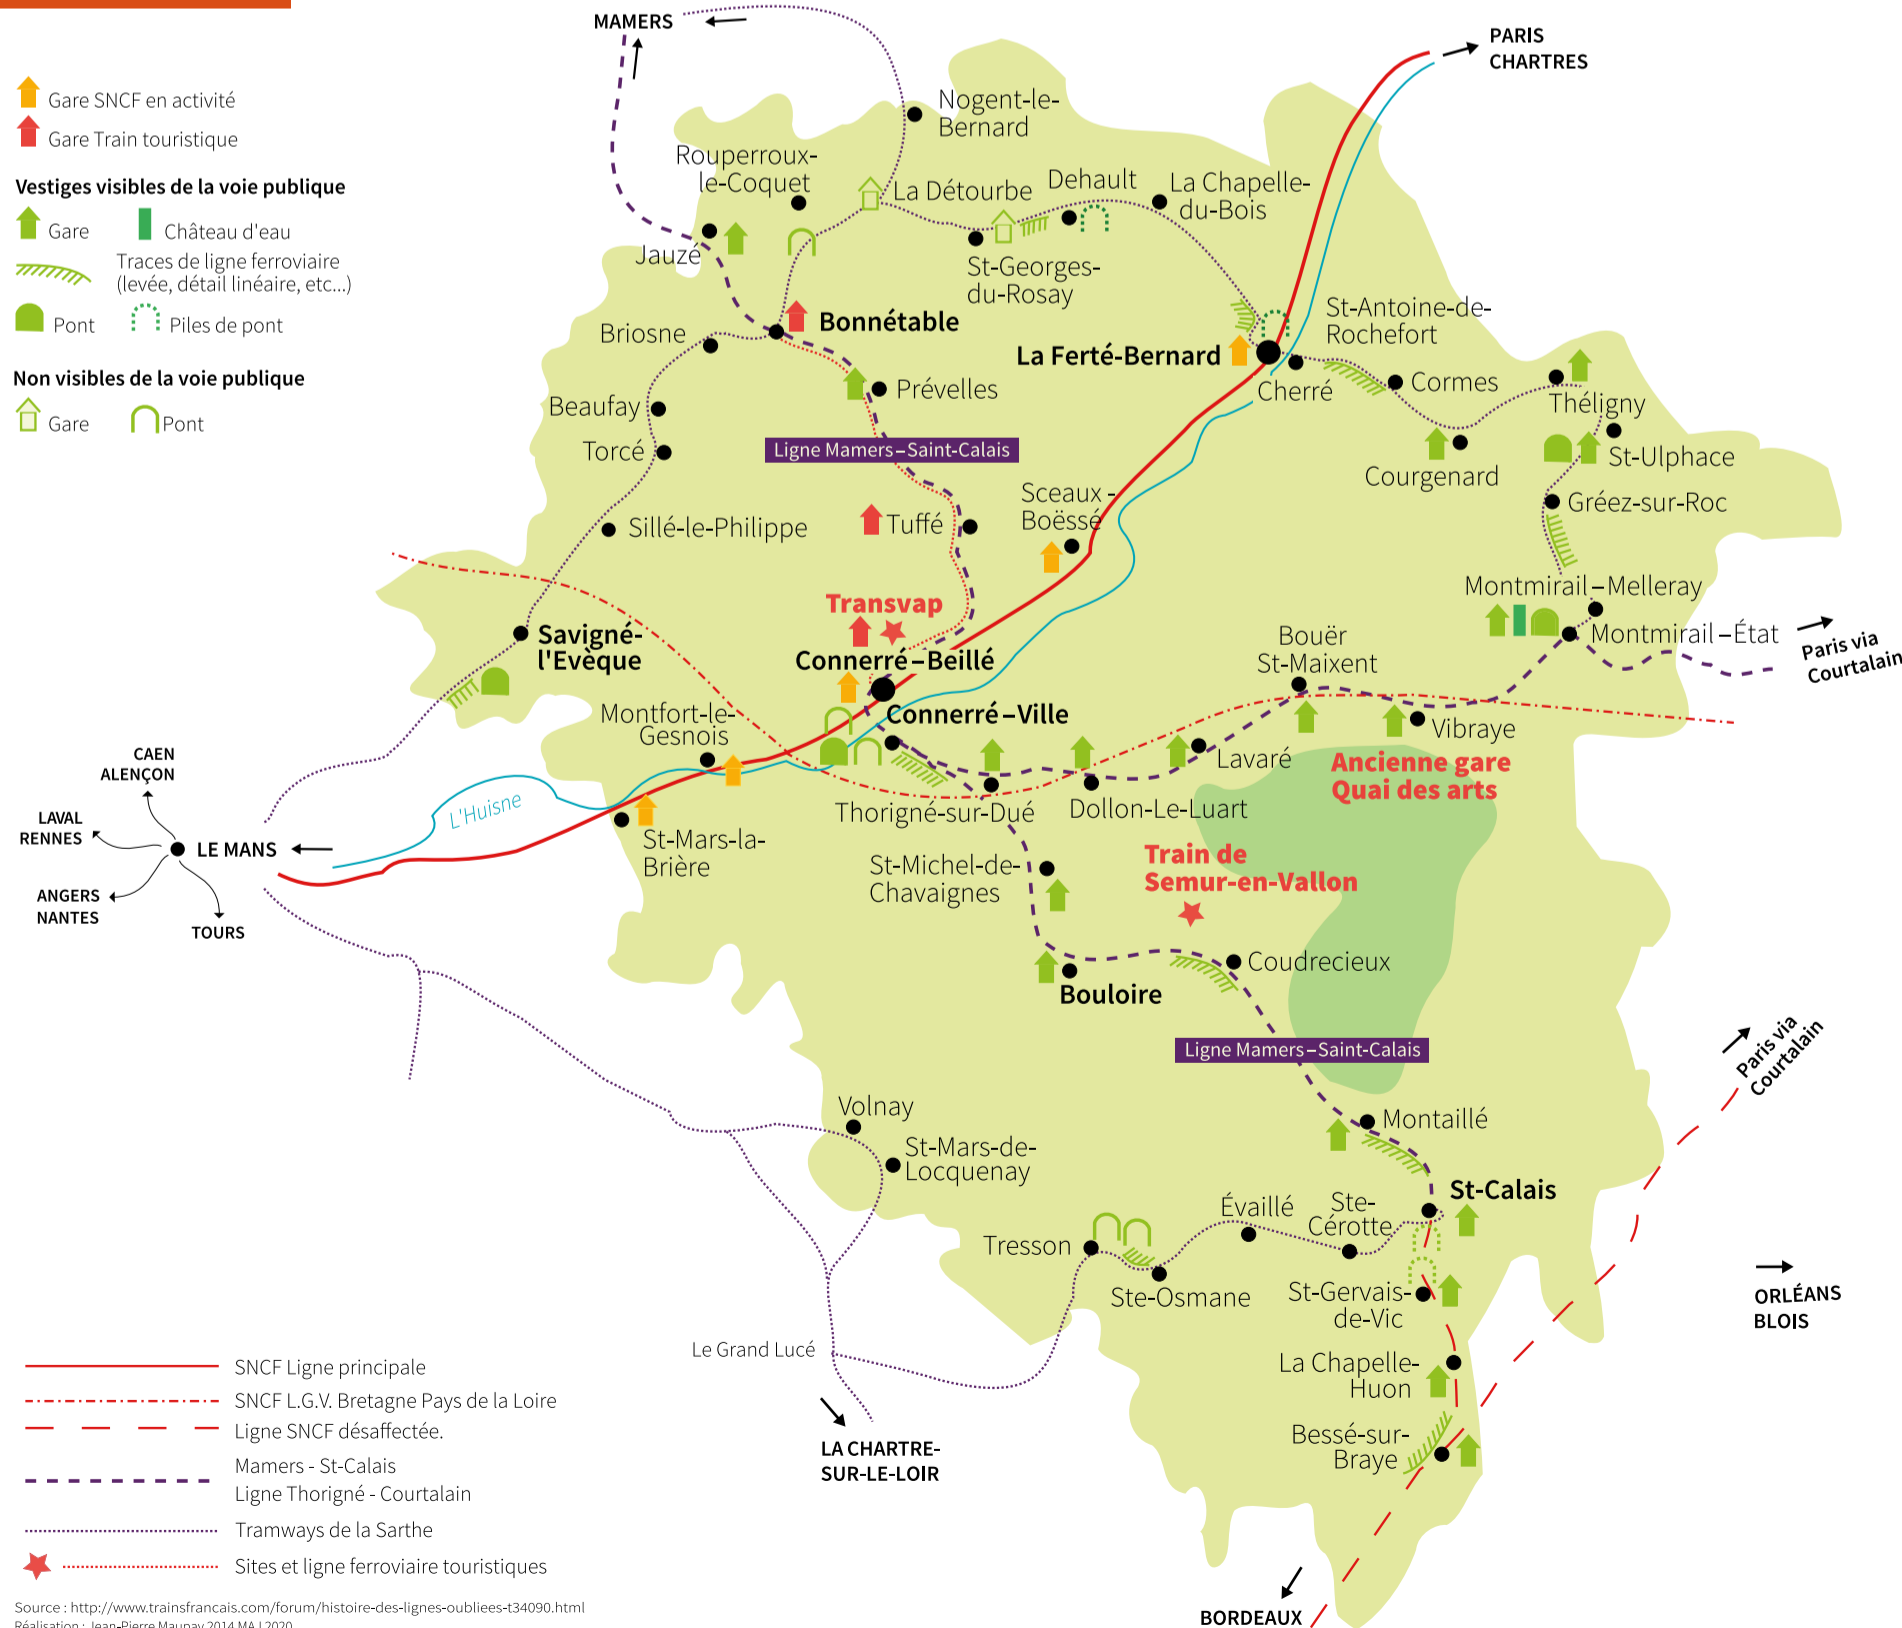 MAMERS
PARIS
CHARTRES
Gare SNCF en activité
Gare Train touristique
Vestiges visibles de la voie publique
Gare
Château d'eau
Traces de ligne ferroviaire
(levée, détail linéaire, etc...)
Pont
Piles de pont
Non visibles de la voie publique
Gare
Pont
Nogent-le-
Bernard
Rouperroux-
le-Coquet
La Détourbe
Dehault
La Chapelle-
du-Bois
Jauzé
St-Georges-
du-Rosay
Bonnétable
Briosne
La Ferté-Bernard
St-Antoine-de-
Rochefort
Cherré
Cormes
Théligny
Prévelles
Beaufay
Torcé
Ligne Mamers–Saint-Calais
Courgenard
St-Ulphace
Gréez-sur-Roc
Sceaux -
Boëssé
Tuffé
Sillé-le-Philippe
Montmirail–Melleray
Montmirail–État
Paris via
Courtalain
Transvap
Savigné-
l'Evèque
Connerré–Beillé
Bouër
St-Maixent
Montfort-le-
Gesnois
Connerré–Ville
Vibraye
Lavaré
Ancienne gare
Quai des arts
CAEN
ALENÇON
LAVAL
RENNES
LE MANS
ANGERS
NANTES
TOURS
L'Huisne
Thorigné-sur-Dué
Dollon-Le-Luart
St-Mars-la-
Brière
St-Michel-de-
Chavaignes
Train de
Semur-en-Vallon
Coudrecieux
Bouloire
Ligne Mamers–Saint-Calais
Paris via
Courtalain
Volnay
St-Mars-de-
Locquenay
Montaillé
St-Calais
Évaillé
Ste-
Cérotte
Tresson
Ste-Osmane
St-Gervais-
de-Vic
ORLÉANS
BLOIS
Le Grand Lucé
La Chapelle-
Huon
Bessé-sur-
Braye
LA CHARTRE-
SUR-LE-LOIR
BORDEAUX
SNCF Ligne principale
SNCF L.G.V. Bretagne Pays de la Loire
Ligne SNCF désaffectée.
Mamers - St-Calais
Ligne Thorigné - Courtalain
Tramways de la Sarthe
Sites et ligne ferroviaire touristiques
Source : http://www.trainsfrancais.com/forum/histoire-des-lignes-oubliees-t34090.html
Réalisation : Jean-Pierre Maupay 2014 MAJ 2020